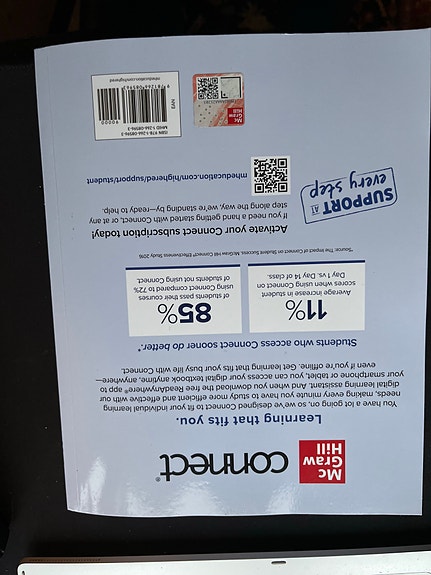 Mc
Graw
Hill
connect®
Learning that fits you.
You have a lot going on, so we've designed Connect to fit your individual learning
needs, making every minute you have to study more efficient and effective with our
digital learning assistant. And when you download the free ReadAnywhere® app to
your smartphone or tablet, you can access your digital textbook anytime, anywhere—
even if you're offline. Get learning that fits your busy life with Connect.
Students who access Connect sooner do better.*
11%
Average increase in student
scores when using Connect on
Day 1 vs. Day 14 of class.
85%
of students pass their courses
using Connect compared to 72%
of students not using Connect.
*Source: The Impact of Connect on Student Success, McGraw Hill Connect® Effectiveness Study 2016
SUPPORT AT
every step
Activate your Connect subscription today!
If you need a hand getting started with Connect, or at any
step along the way, we're standing by—ready to help.
mheducation.com/highered/support/student
Mc
Graw
Hill
ISBN 978-1-266-08596-3
MHID 1-266-08596-3
90000
EAN
9781266085963
mheducation.com/highered